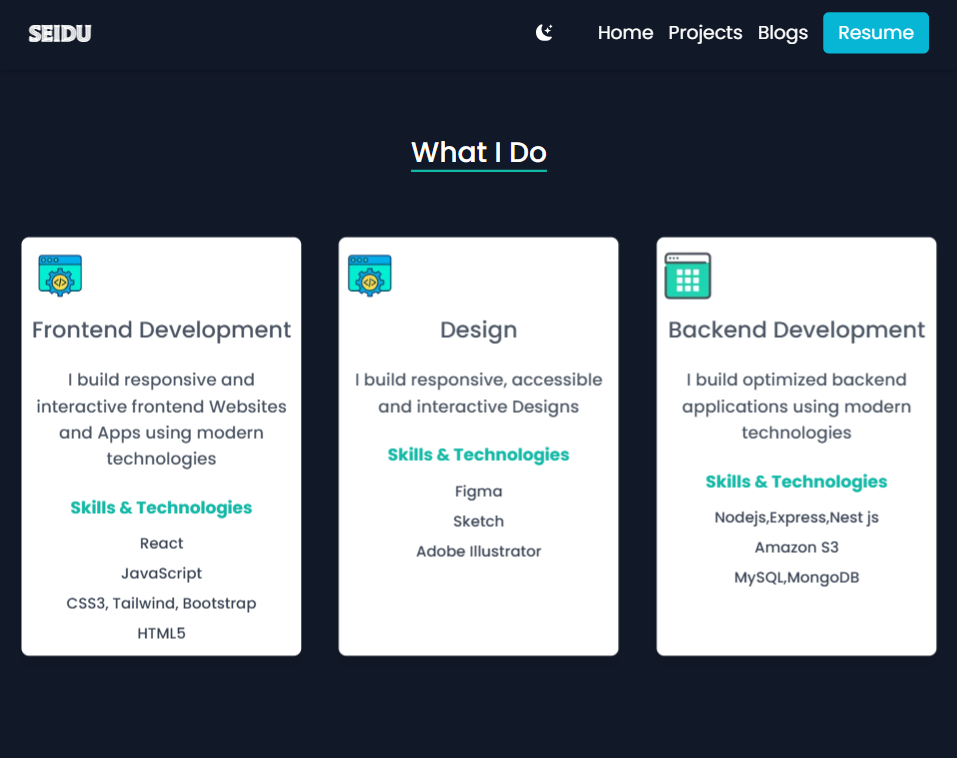 SEIDU
Home Projects Blogs Resume
What I Do
Frontend Development
I build responsive and
interactive frontend Websites
and Apps using modern
technologies
Skills & Technologies
React
JavaScript
CSS3, Tailwind, Bootstrap
HTML5
Design
I build responsive, accessible
and interactive Designs
Skills & Technologies
Figma
Sketch
Adobe Illustrator
Backend Development
I build optimized backend
applications using modern
technologies
Skills & Technologies
Nodejs,Express,Nest js
Amazon S3
MySQL,MongoDB